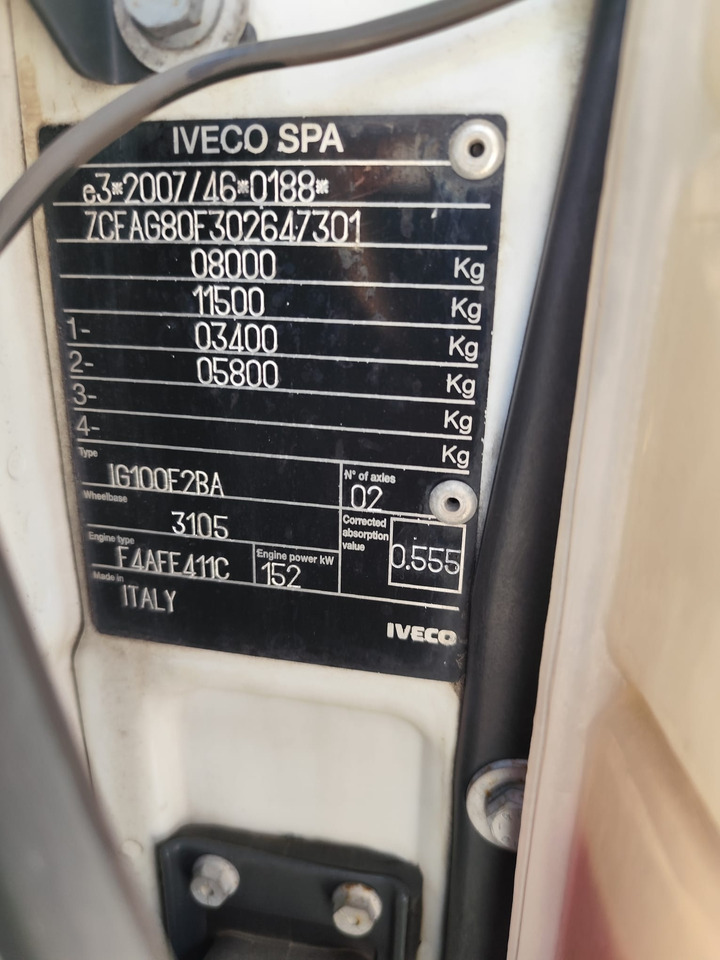 IVECO SPA
e3*2007/46*0188*
ZCFAG80F302647301
08000 Kg
11500 Kg
1- 03400 Kg
2- 05800 Kg
3- Kg
4- Kg
Type IG100E2BA
N° of axies 02
Wheelbase 3105
Corrected absorption value 0.555
Engine type F4AFE411C
Engine power kW 152
Made in ITALY
IVECO